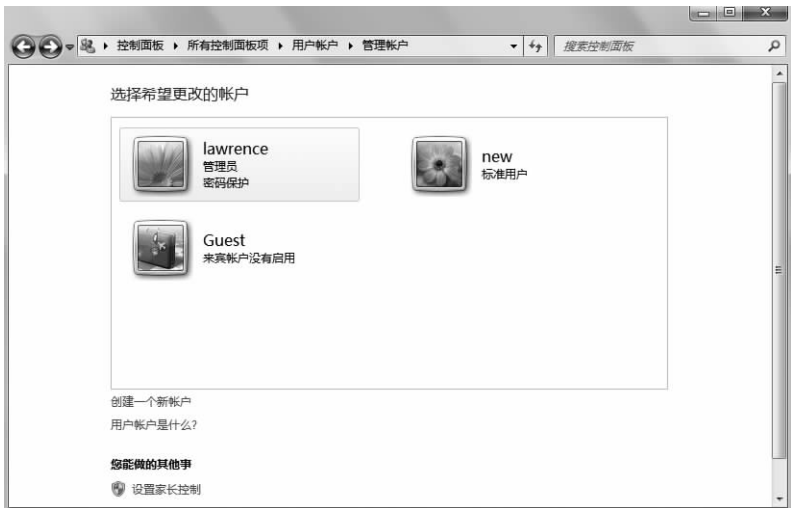 控制面板 ▸ 所有控制面板项 ▸ 用户帐户 ▸ 管理帐户
搜索控制面板
选择希望更改的帐户
lawrence
管理员
密码保护
new
标准用户
Guest
来宾帐户没有启用
创建一个新帐户
用户帐户是什么?
您能做的其他事
设置家长控制